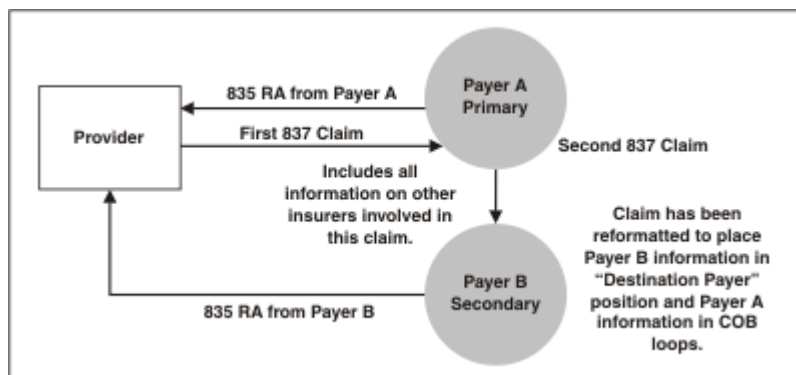 835 RA from Payer A
Payer A
Primary
Provider
First 837 Claim
Second 837 Claim
Includes all
information on other
insurers involved in
this claim.
Claim has been
reformatted to place
Payer B information in
“Destination Payer”
position and Payer A
information in COB
loops.
Payer B
Secondary
835 RA from Payer B